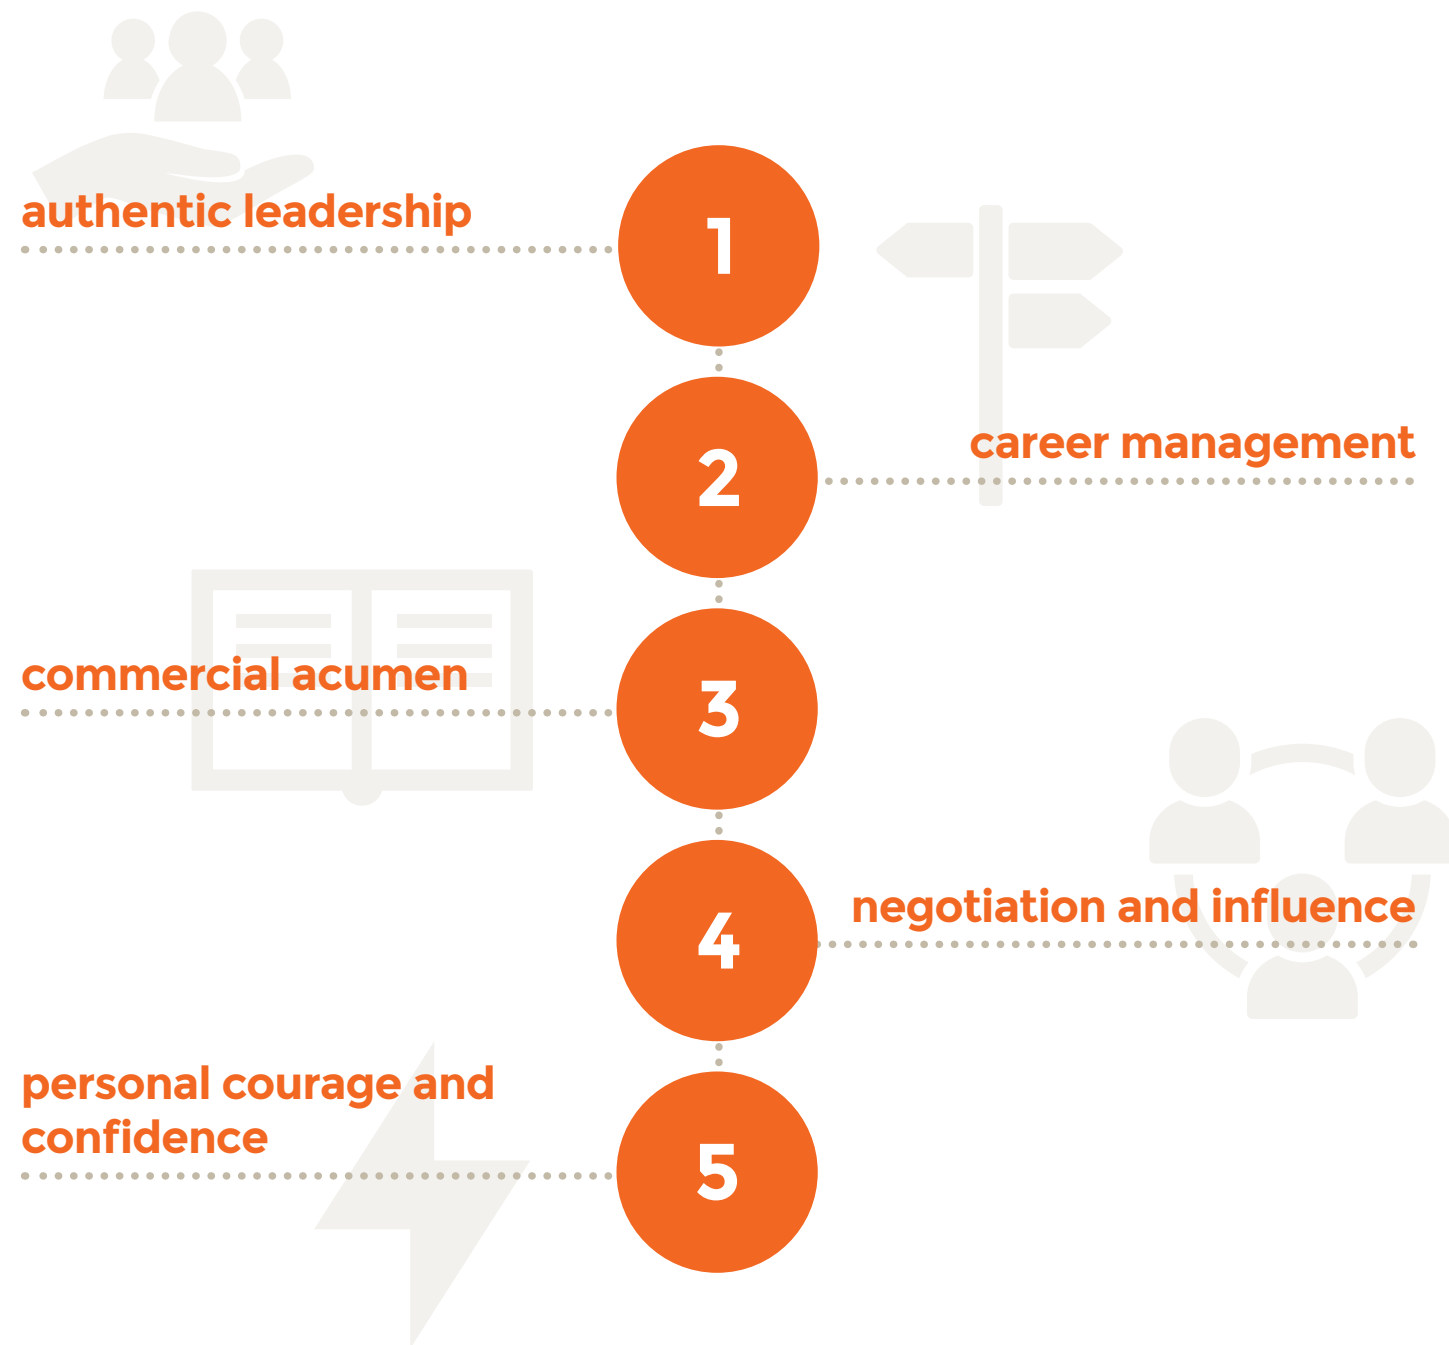 authentic leadership
1
2
career management
commercial acumen
3
4
negotiation and influence
personal courage and
confidence
5